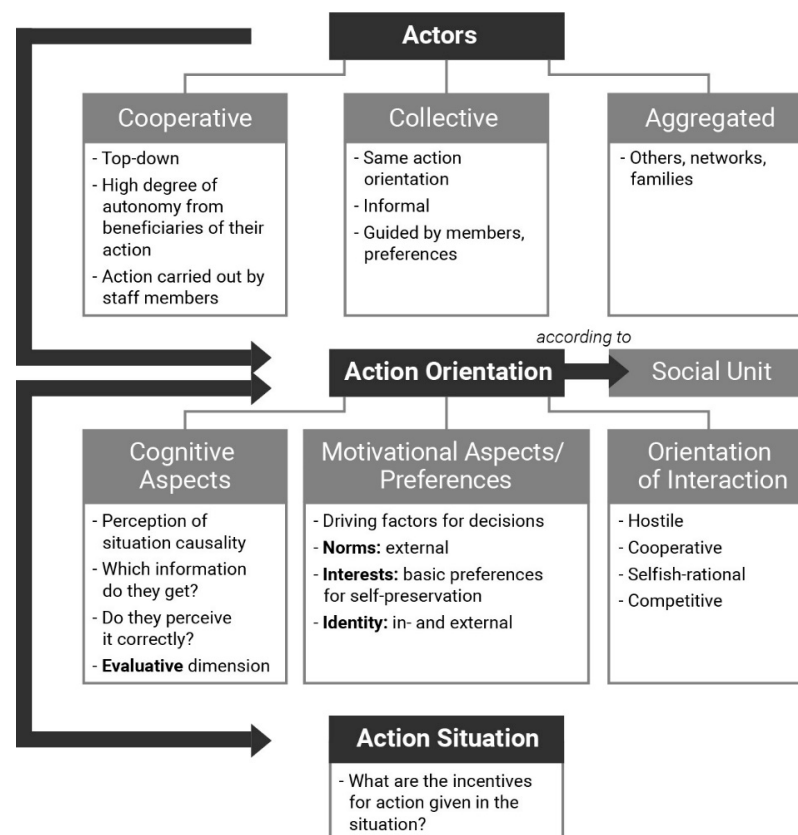 Actors
Cooperative
- Top-down
- High degree of
autonomy from
beneficiaries of their
action
- Action carried out by
staff members
Collective
- Same action
orientation
- Informal
- Guided by members,
preferences
Aggregated
- Others, networks,
families
according to
Action Orientation
Social Unit
Cognitive
Aspects
- Perception of
situation causality
- Which information
do they get?
- Do they perceive
it correctly?
- Evaluative dimension
Motivational Aspects/
Preferences
- Driving factors for decisions
- Norms: external
- Interests: basic preferences
for self-preservation
- Identity: in- and external
Orientation
of Interaction
- Hostile
- Cooperative
- Selfish-rational
- Competitive
Action Situation
- What are the incentives
for action given in the
situation?